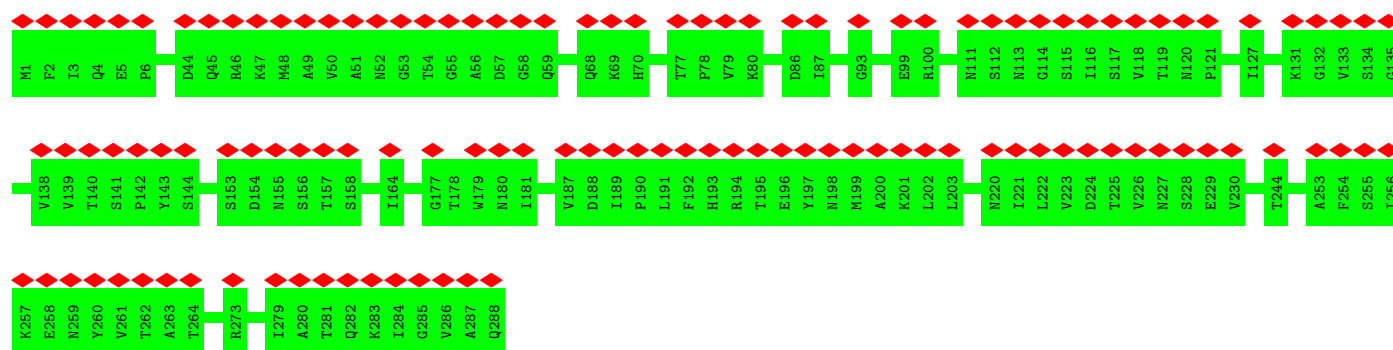 M1 F2 I3 Q4 E5 P6 D44 Q45 R46 K47 M48 A49 V50 A51 N52 G53 T54 G55 A56 D57 G58 Q59 Q68 K69 H70 T77 P78 V79 K80 D86 I87 G93 E99 R100 N111 S112 N113 G114 S115 I116 S117 V118 T119 N120 P121 I127 K131 G132 V133 S134 G135
V138 V139 T140 S141 P142 Y143 S144 S153 D154 N155 S156 T157 S158 I164 G177 T178 W179 N180 I181 V187 D188 I189 P190 L191 F192 H193 R194 T195 E196 Y197 N198 M199 A200 K201 L202 L203 N220 I221 L222 V223 D224 T225 V226 N227 S228 E229 V230 T244 A253 F254 S255 I256
K257 E258 N259 Y260 V261 T262 A263 T264 R273 I279 A280 T281 Q282 K283 I284 G285 V286 A287 Q288